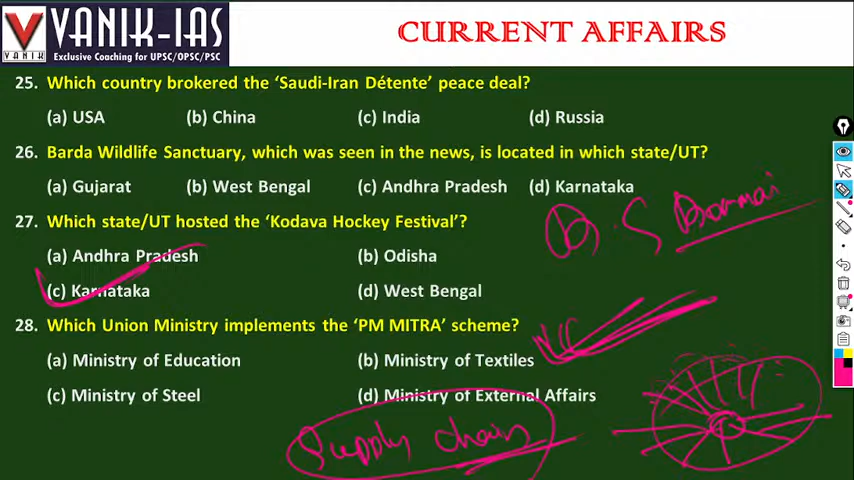 VANIK-IAS
VANIK
Exclusive Coaching for UPSC/OPSC/PSC
CURRENT AFFAIRS
25. Which country brokered the ‘Saudi-Iran Détente’ peace deal?
(a) USA (b) China (c) India (d) Russia
26. Barda Wildlife Sanctuary, which was seen in the news, is located in which state/UT?
(a) Gujarat (b) West Bengal (c) Andhra Pradesh (d) Karnataka
B.S Bommai
27. Which state/UT hosted the ‘Kodava Hockey Festival’?
(a) Andhra Pradesh (b) Odisha
(c) Karnataka (d) West Bengal
28. Which Union Ministry implements the ‘PM MITRA’ scheme?
(a) Ministry of Education (b) Ministry of Textiles
(c) Ministry of Steel (d) Ministry of External Affairs
Supply chain